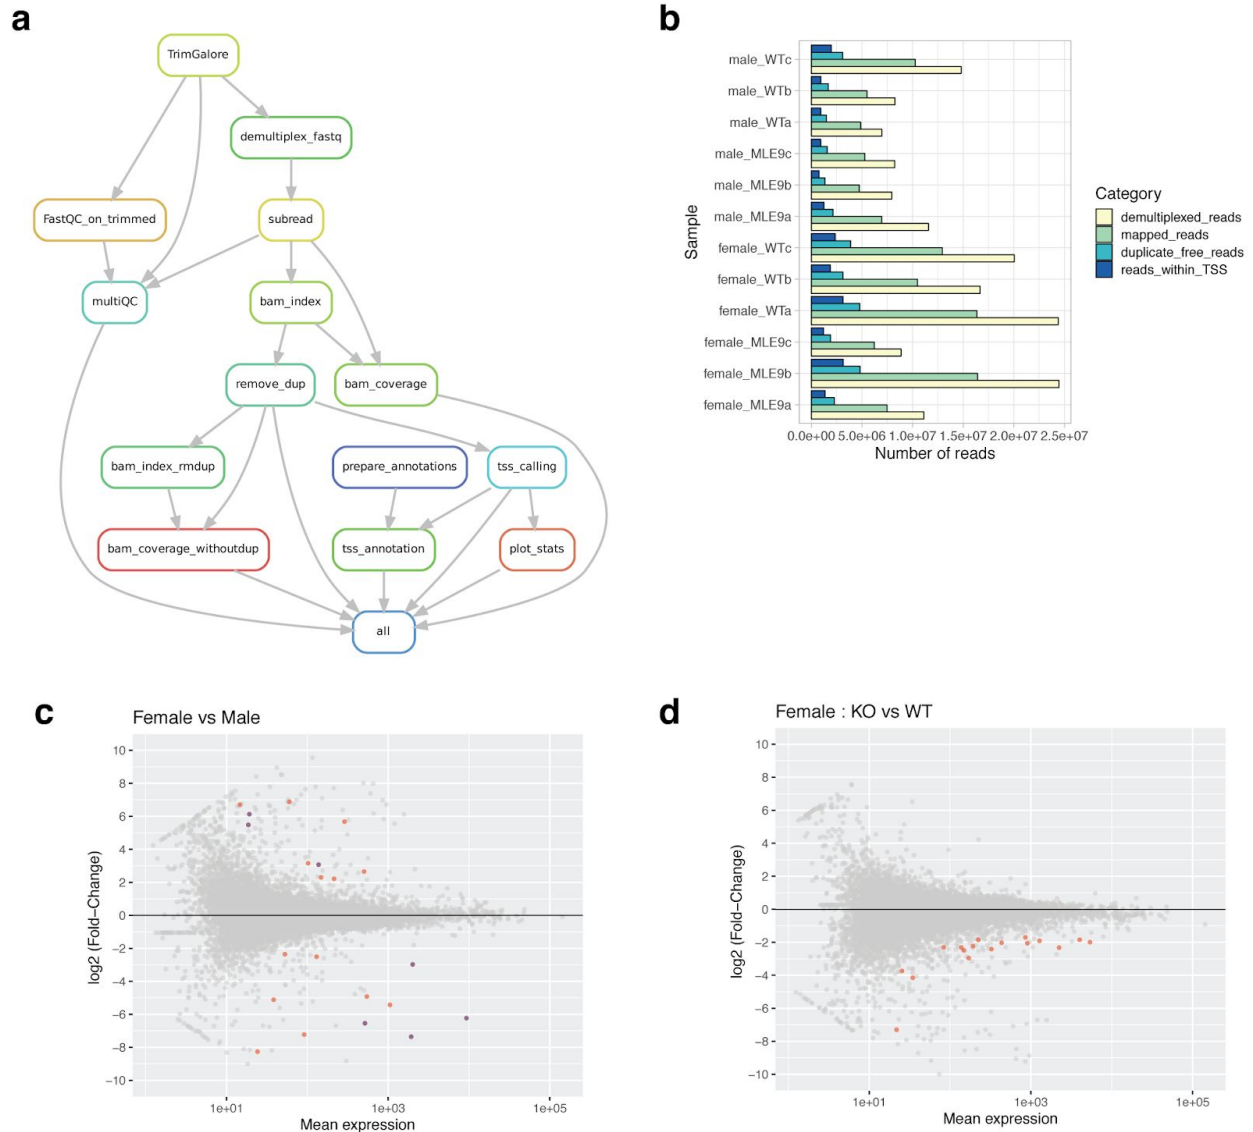 a
TrimGalore
demultiplex_fastq
FastQC_on_trimmed
subread
multiQC
bam_index
remove_dup
bam_coverage
bam_index_rmdup
prepare_annotations
tss_calling
bam_coverage_withoutdup
tss_annotation
plot_stats
all
b
Sample
male_WTc
male_WTb
male_WTa
male_MLE9c
male_MLE9b
male_MLE9a
female_WTc
female_WTb
female_WTa
female_MLE9c
female_MLE9b
female_MLE9a
0.0e+00 5.0e+06 1.0e+07 1.5e+07 2.0e+07 2.5e+07
Number of reads
Category
demultiplexed_reads
mapped_reads
duplicate_free_reads
reads_within_TSS
c
Female vs Male
log2 (Fold−Change)
10
8
6
4
2
0
−2
−4
−6
−8
−10
1e+01 1e+03 1e+05
Mean expression
d
Female : KO vs WT
log2 (Fold−Change)
10
8
6
4
2
0
−2
−4
−6
−8
−10
1e+01 1e+03 1e+05
Mean expression